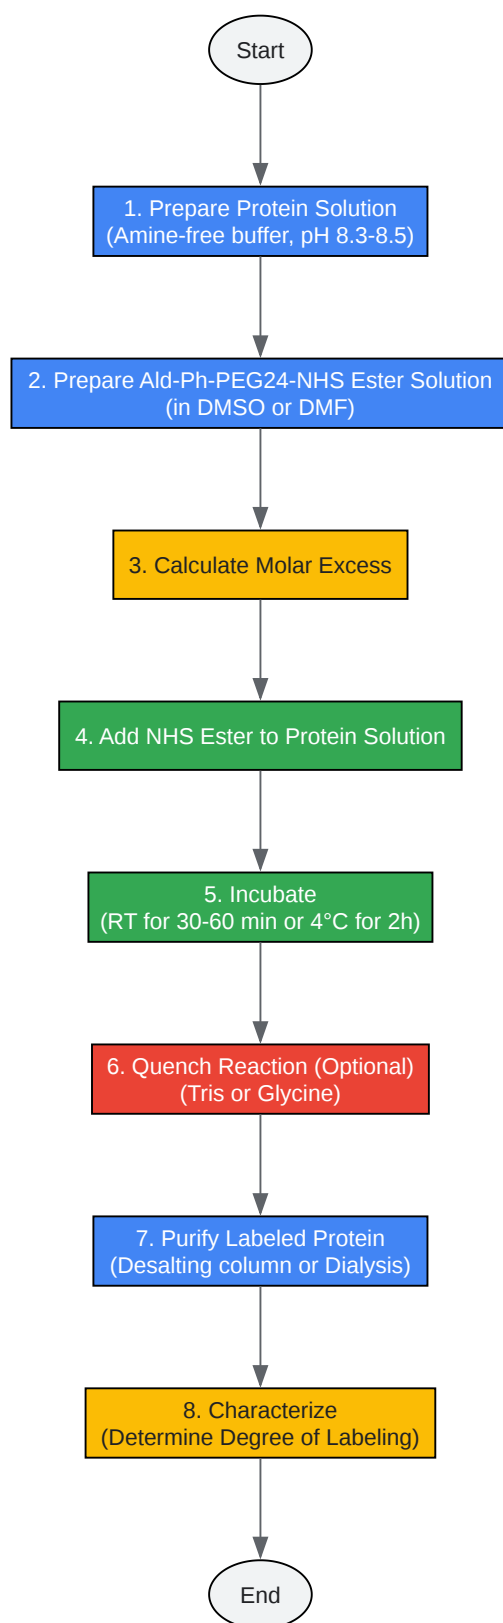 Start
1. Prepare Protein Solution
(Amine-free buffer, pH 8.3-8.5)
2. Prepare Ald-Ph-PEG24-NHS Ester Solution
(in DMSO or DMF)
3. Calculate Molar Excess
4. Add NHS Ester to Protein Solution
5. Incubate
(RT for 30-60 min or 4°C for 2h)
6. Quench Reaction (Optional)
(Tris or Glycine)
7. Purify Labeled Protein
(Desalting column or Dialysis)
8. Characterize
(Determine Degree of Labeling)
End